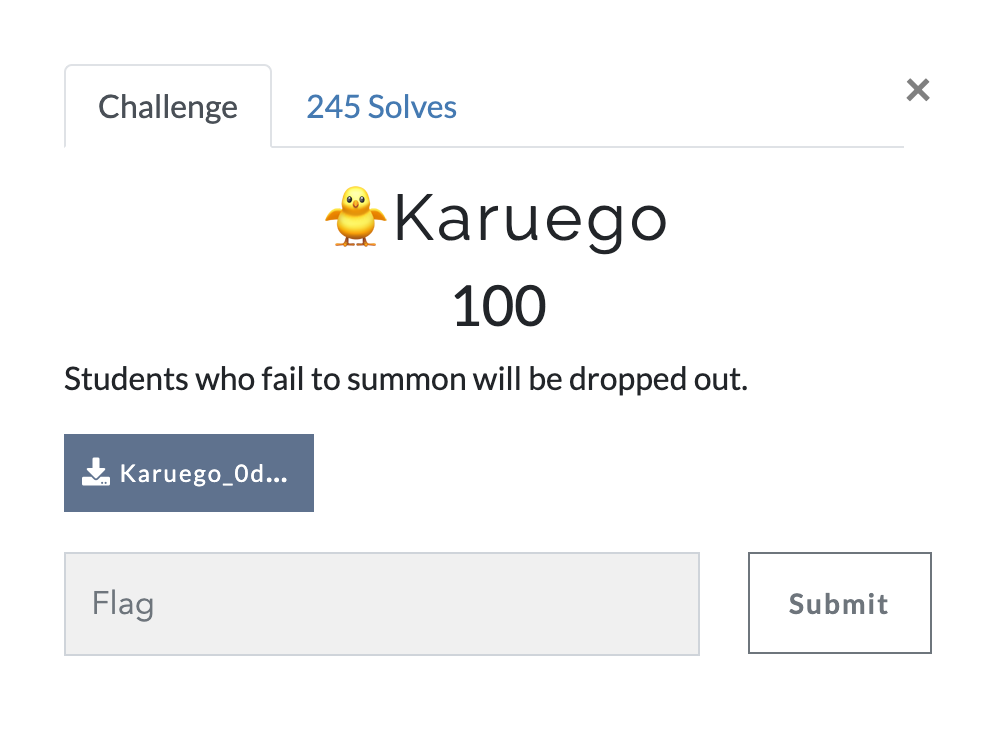 Challenge
245 Solves
×
🐥Karuego
100
Students who fail to summon will be dropped out.
Karuego_0d...
Flag
Submit